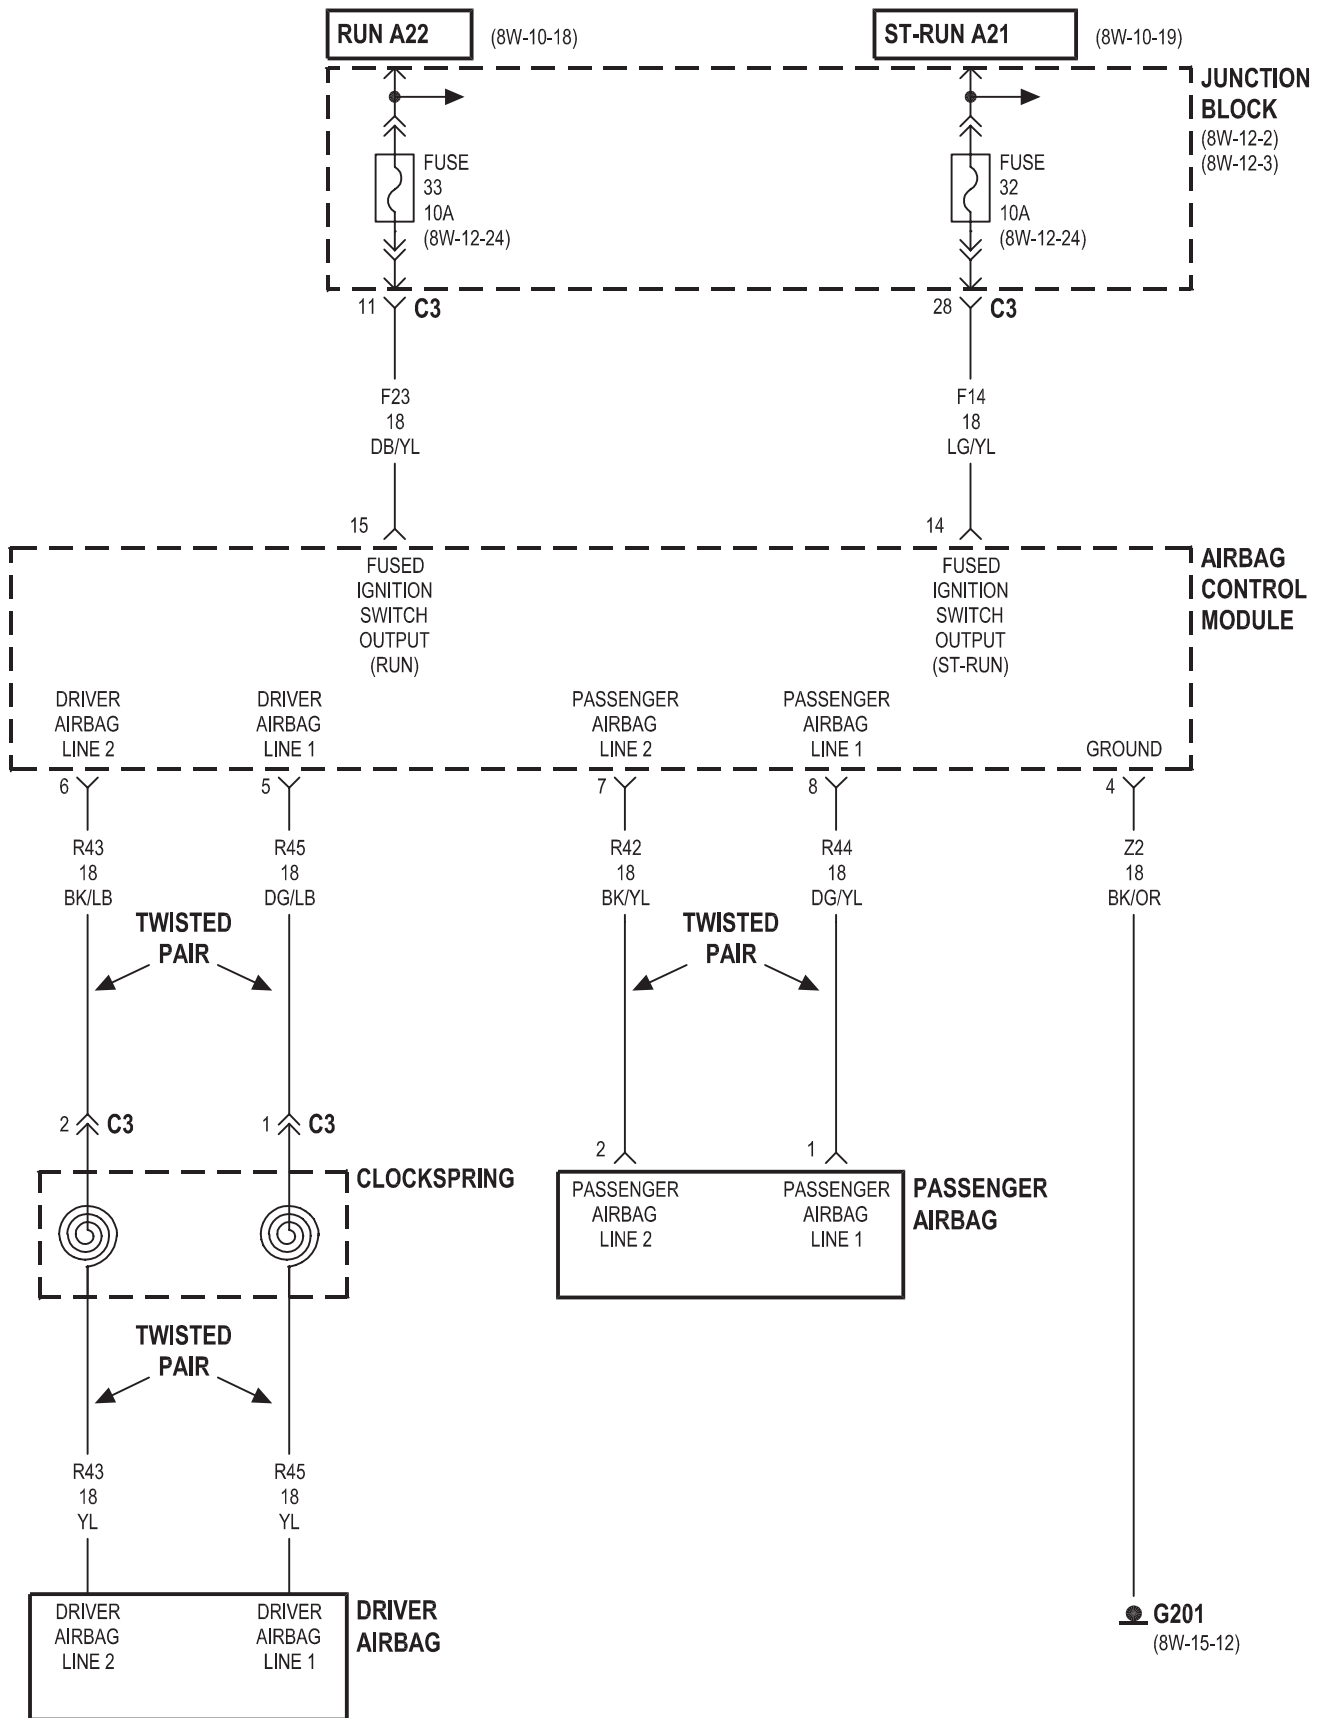 RUN A22
(8W-10-18)
ST-RUN A21
(8W-10-19)
JUNCTION
BLOCK
(8W-12-2)
(8W-12-3)
FUSE
33
10A
(8W-12-24)
FUSE
32
10A
(8W-12-24)
11
C3
28
C3
F23
18
DB/YL
F14
18
LG/YL
15
14
AIRBAG
CONTROL
MODULE
FUSED
IGNITION
SWITCH
OUTPUT
(RUN)
FUSED
IGNITION
SWITCH
OUTPUT
(ST-RUN)
DRIVER
AIRBAG
LINE 2
DRIVER
AIRBAG
LINE 1
PASSENGER
AIRBAG
LINE 2
PASSENGER
AIRBAG
LINE 1
GROUND
6
5
7
8
4
R43
18
BK/LB
R45
18
DG/LB
R42
18
BK/YL
R44
18
DG/YL
Z2
18
BK/OR
TWISTED
PAIR
TWISTED
PAIR
2
C3
1
C3
2
1
CLOCKSPRING
PASSENGER
AIRBAG
LINE 2
PASSENGER
AIRBAG
LINE 1
PASSENGER
AIRBAG
TWISTED
PAIR
R43
18
YL
R45
18
YL
DRIVER
AIRBAG
LINE 2
DRIVER
AIRBAG
LINE 1
DRIVER
AIRBAG
G201
(8W-15-12)